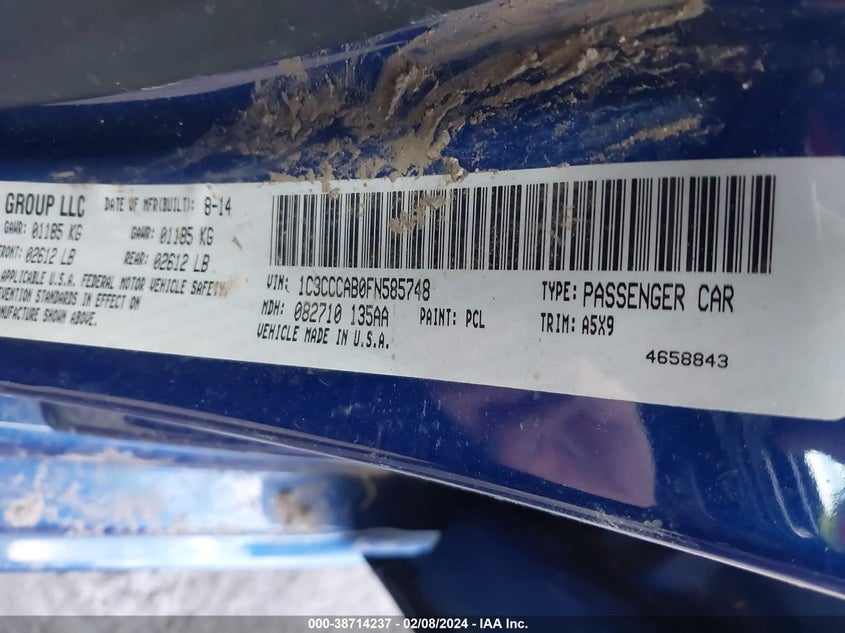 GROUP LLC DATE OF MFR(BUILT): 8-14
GAWR: 01185 KG GAWR: 01185 KG
FRONT: 02612 LB REAR: 02612 LB
APPLICABLE U.S.A. FEDERAL MOTOR VEHICLE SAFETY
VENTION STANDARDS IN EFFECT ON
NUFACTURE SHOWN ABOVE.
VIN: 1C3CCCAB0FN585748 TYPE: PASSENGER CAR
MDH: 082710 135AA PAINT: PCL TRIM: A5X9
VEHICLE MADE IN U.S.A.
4658843
000-38714237 - 02/08/2024 - IAA Inc.